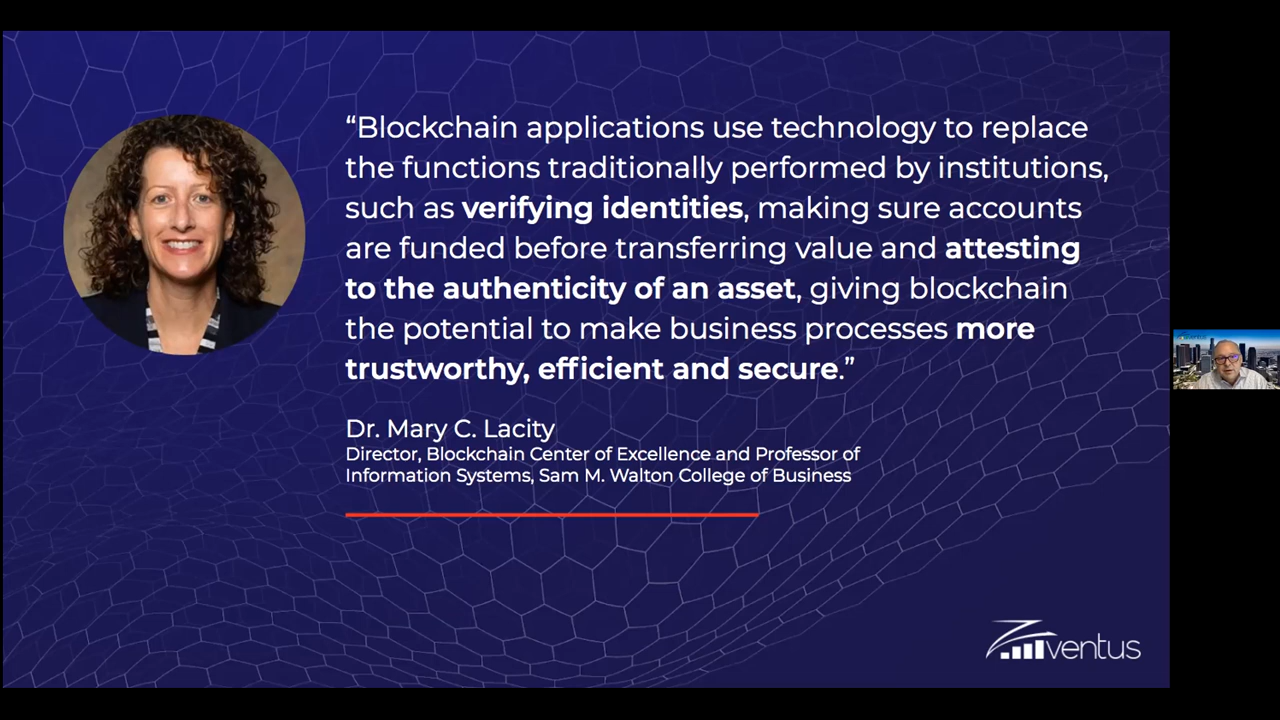 “Blockchain applications use technology to replace
the functions traditionally performed by institutions,
such as verifying identities, making sure accounts
are funded before transferring value and attesting
to the authenticity of an asset, giving blockchain
the potential to make business processes more
trustworthy, efficient and secure.”
Dr. Mary C. Lacity
Director, Blockchain Center of Excellence and Professor of
Information Systems, Sam M. Walton College of Business
ventus